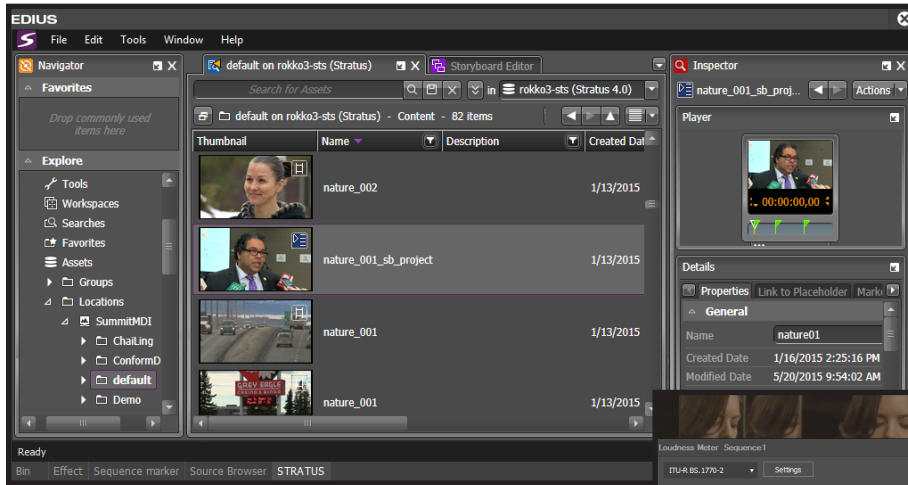 EDIUS
File Edit Tools Window Help
Navigator
Favorites
Drop commonly used
items here
Explore
Tools
Workspaces
Searches
Favorites
Assets
Groups
Locations
SummitMDI
ChaiLing
ConformD
default
Demo
default on rokko3-sts (Stratus)
Storyboard Editor
Search for Assets
in rokko3-sts (Stratus 4.0)
default on rokko3-sts (Stratus) - Content - 82 items
Thumbnail Name Description Created Dat
nature_002 1/13/2015
nature_001_sb_project 1/13/2015
nature_001 1/13/2015
GREY EAGLE
nature_001 1/13/2015
Inspector
nature_001_sb_proj... Actions
Player
00:00:00,00
Details
Properties Link to Placeholder Mark
General
Name nature01
Created Date 1/16/2015 2:25:16 PM
Modified Date 5/20/2015 9:54:02 AM
Loudness Meter Sequence1
ITU-R BS.1770-2 Settings
Ready
Bin Effect Sequence marker Source Browser STRATUS